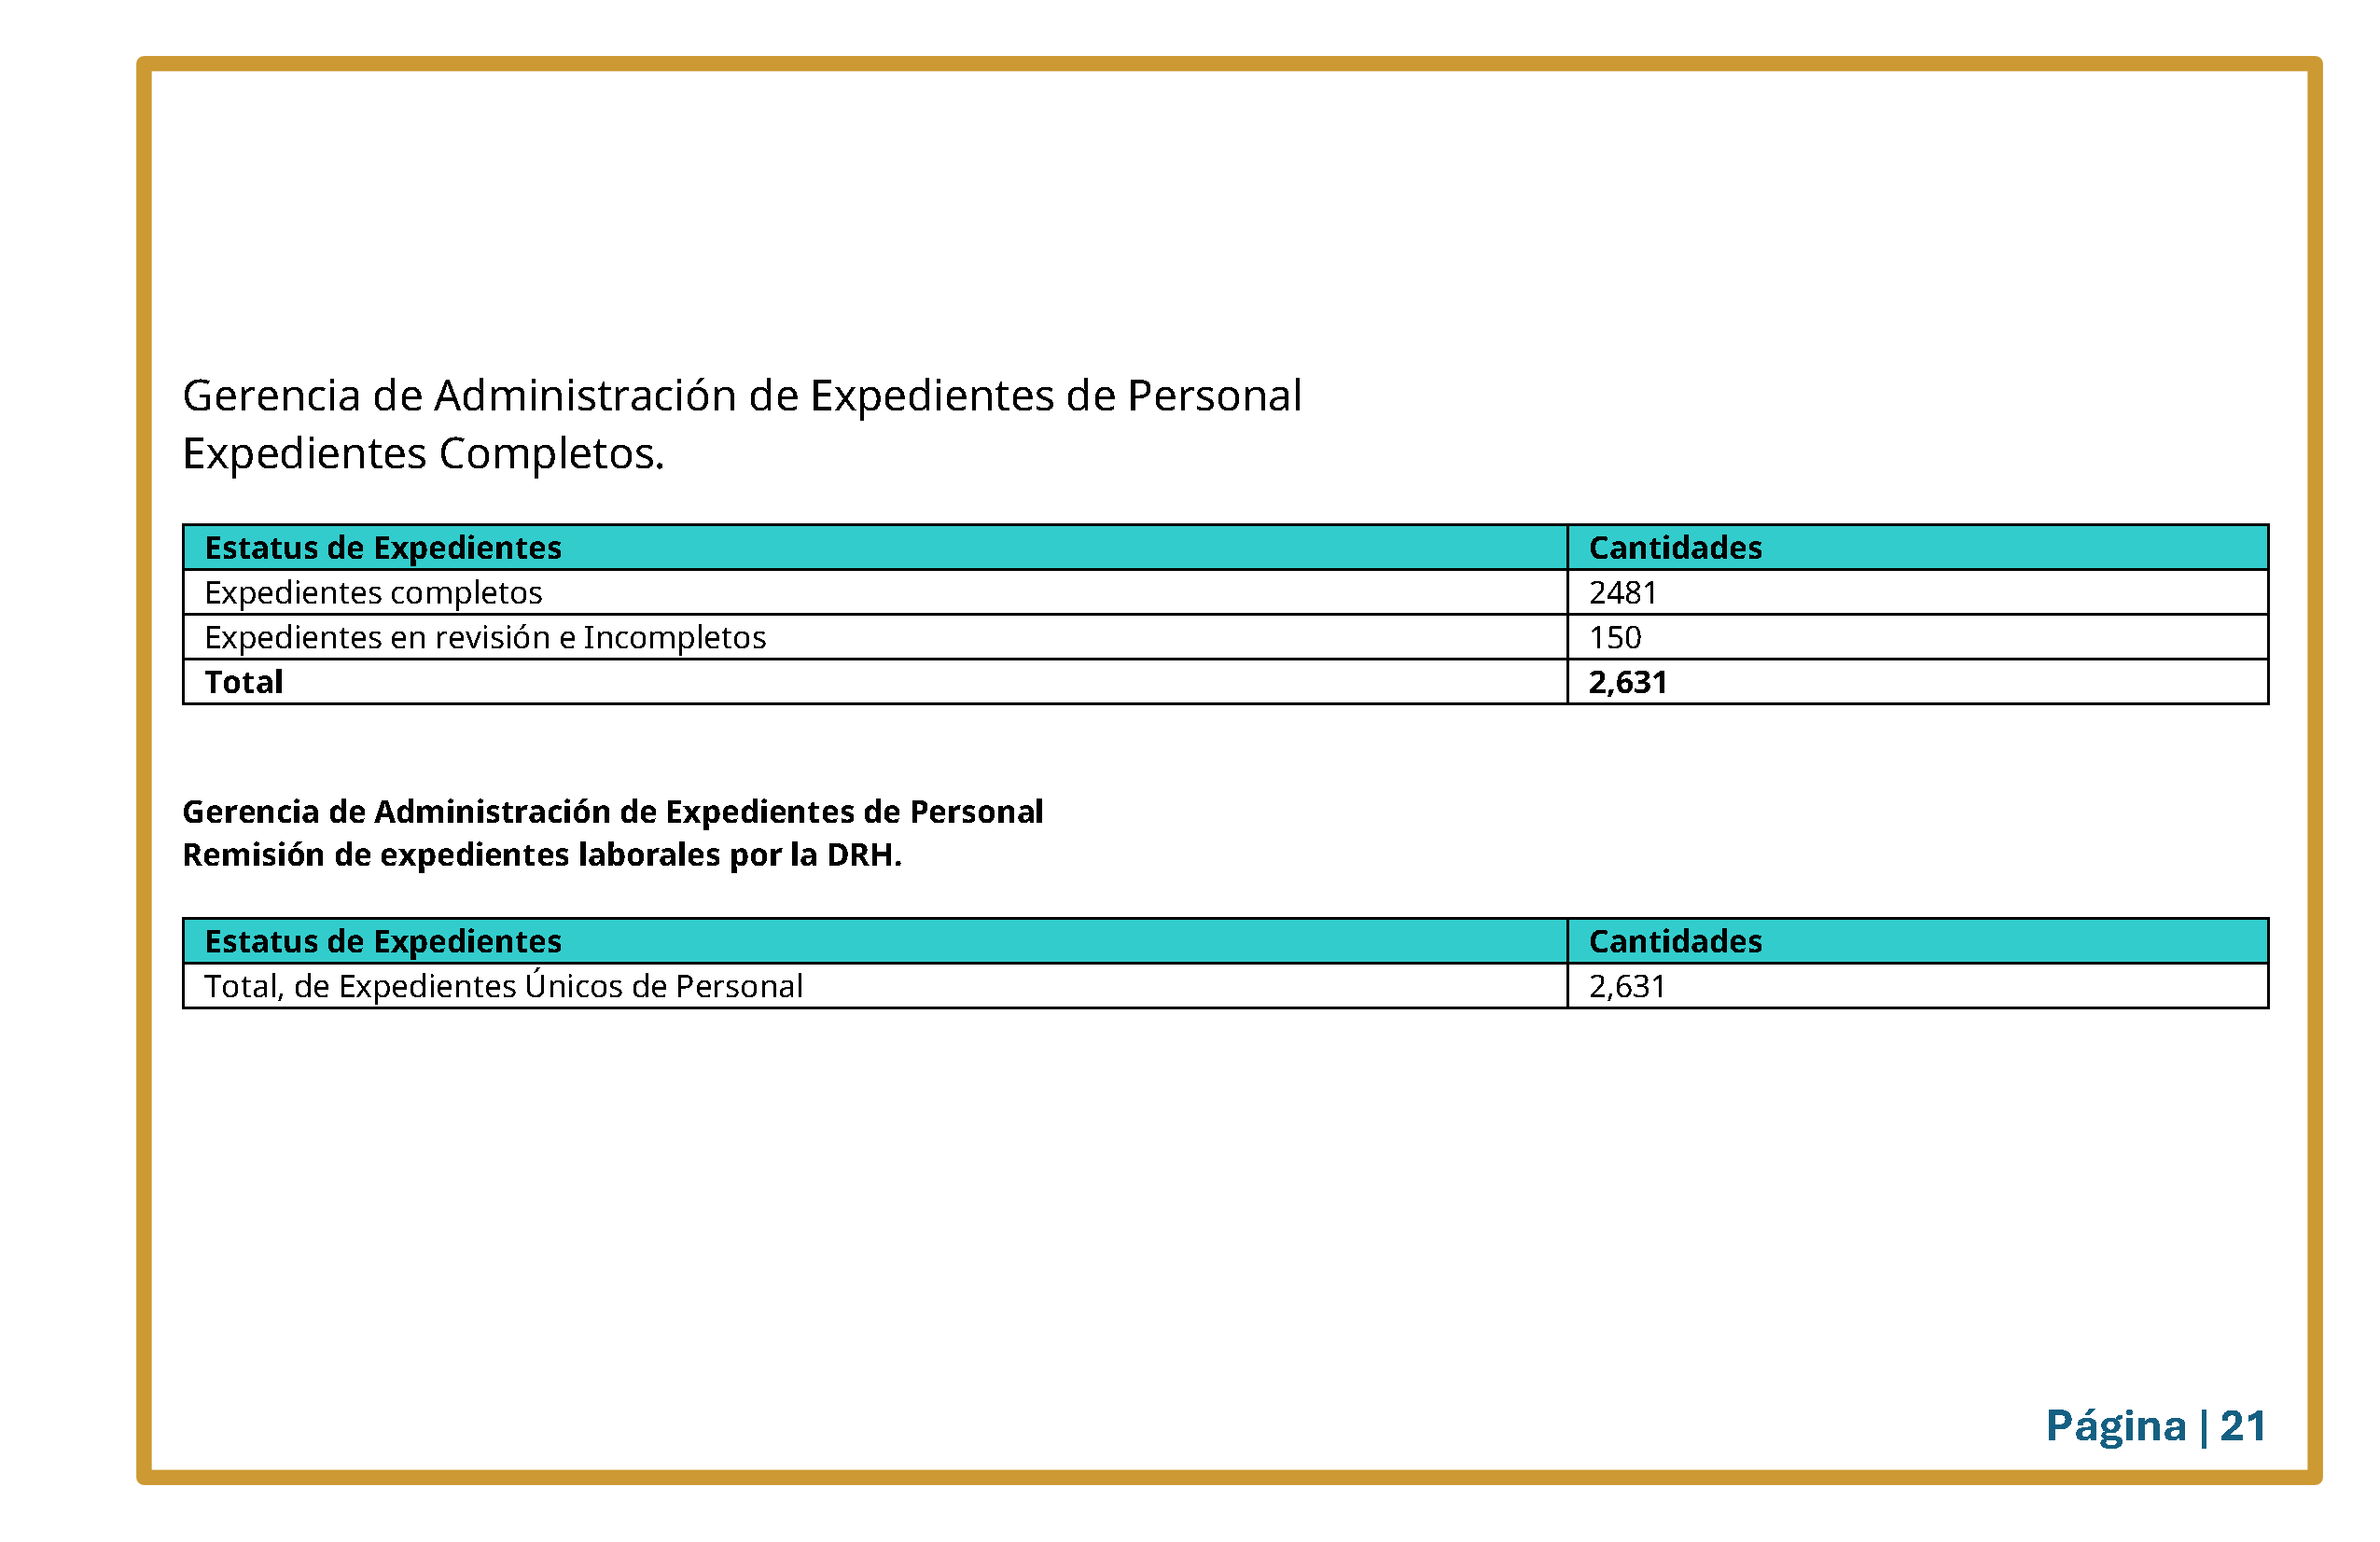 Gerencia de Administración de Expedientes de Personal
Expedientes Completos.
Estatus de Expedientes Cantidades
Expedientes completos 2481
Expedientes en revisión e Incompletos 150
Total 2,631
Gerencia de Administración de Expedientes de Personal
Remisión de expedientes laborales por la DRH.
Estatus de Expedientes Cantidades
Total, de Expedientes Únicos de Personal 2,631
Página | 21